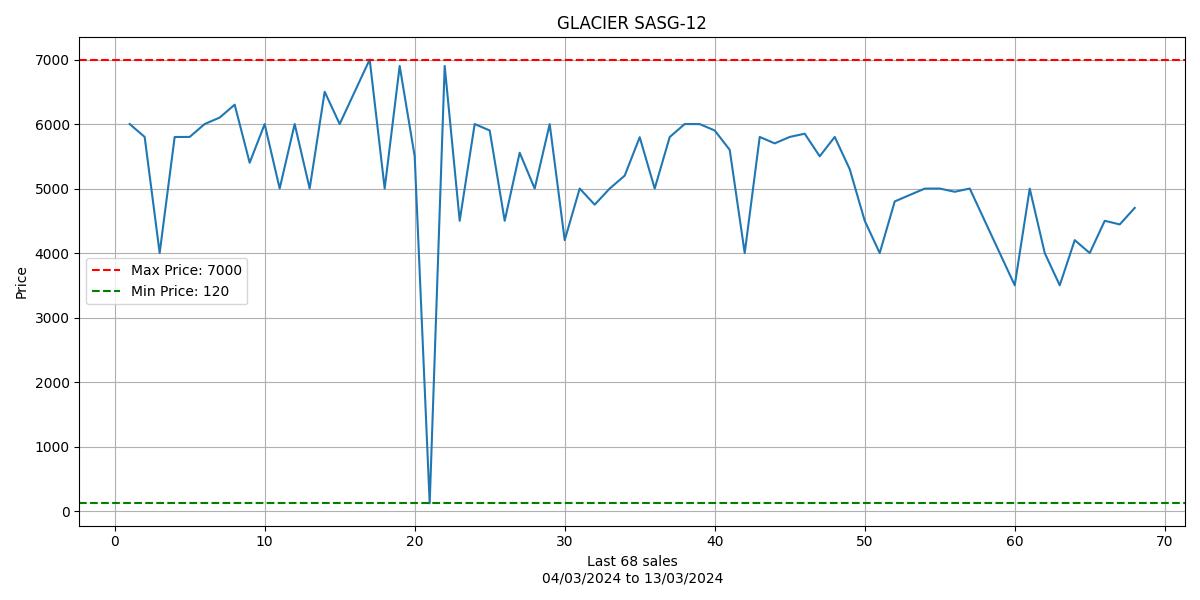 GLACIER SASG-12
Price
7000
6000
5000
4000
3000
2000
1000
0
Max Price: 7000
Min Price: 120
0 10 20 30 40 50 60 70
Last 68 sales
04/03/2024 to 13/03/2024